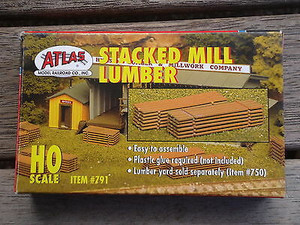 ATLAS
MODEL RAILROAD CO., INC.
STACKED MILL
MILLWORK COMPANY
LUMBER
• Easy to assemble
• Plastic glue required (not included)
• Lumber yard sold separately (Item #750)
HO
SCALE
ITEM #791